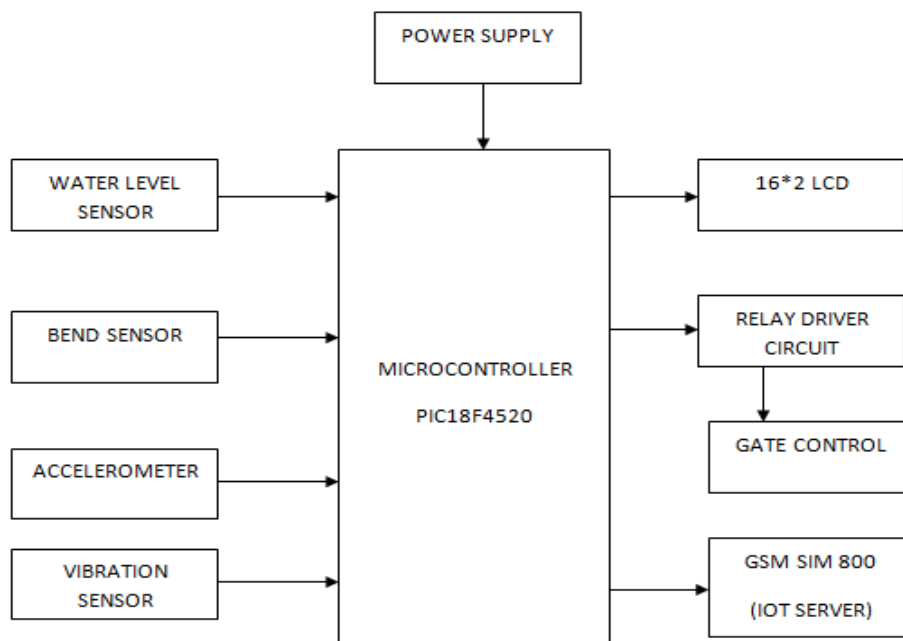 POWER SUPPLY
WATER LEVEL
SENSOR
16*2 LCD
BEND SENSOR
RELAY DRIVER
CIRCUIT
MICROCONTROLLER
PIC18F4520
GATE CONTROL
ACCELEROMETER
VIBRATION
SENSOR
GSM SIM 800
(IOT SERVER)